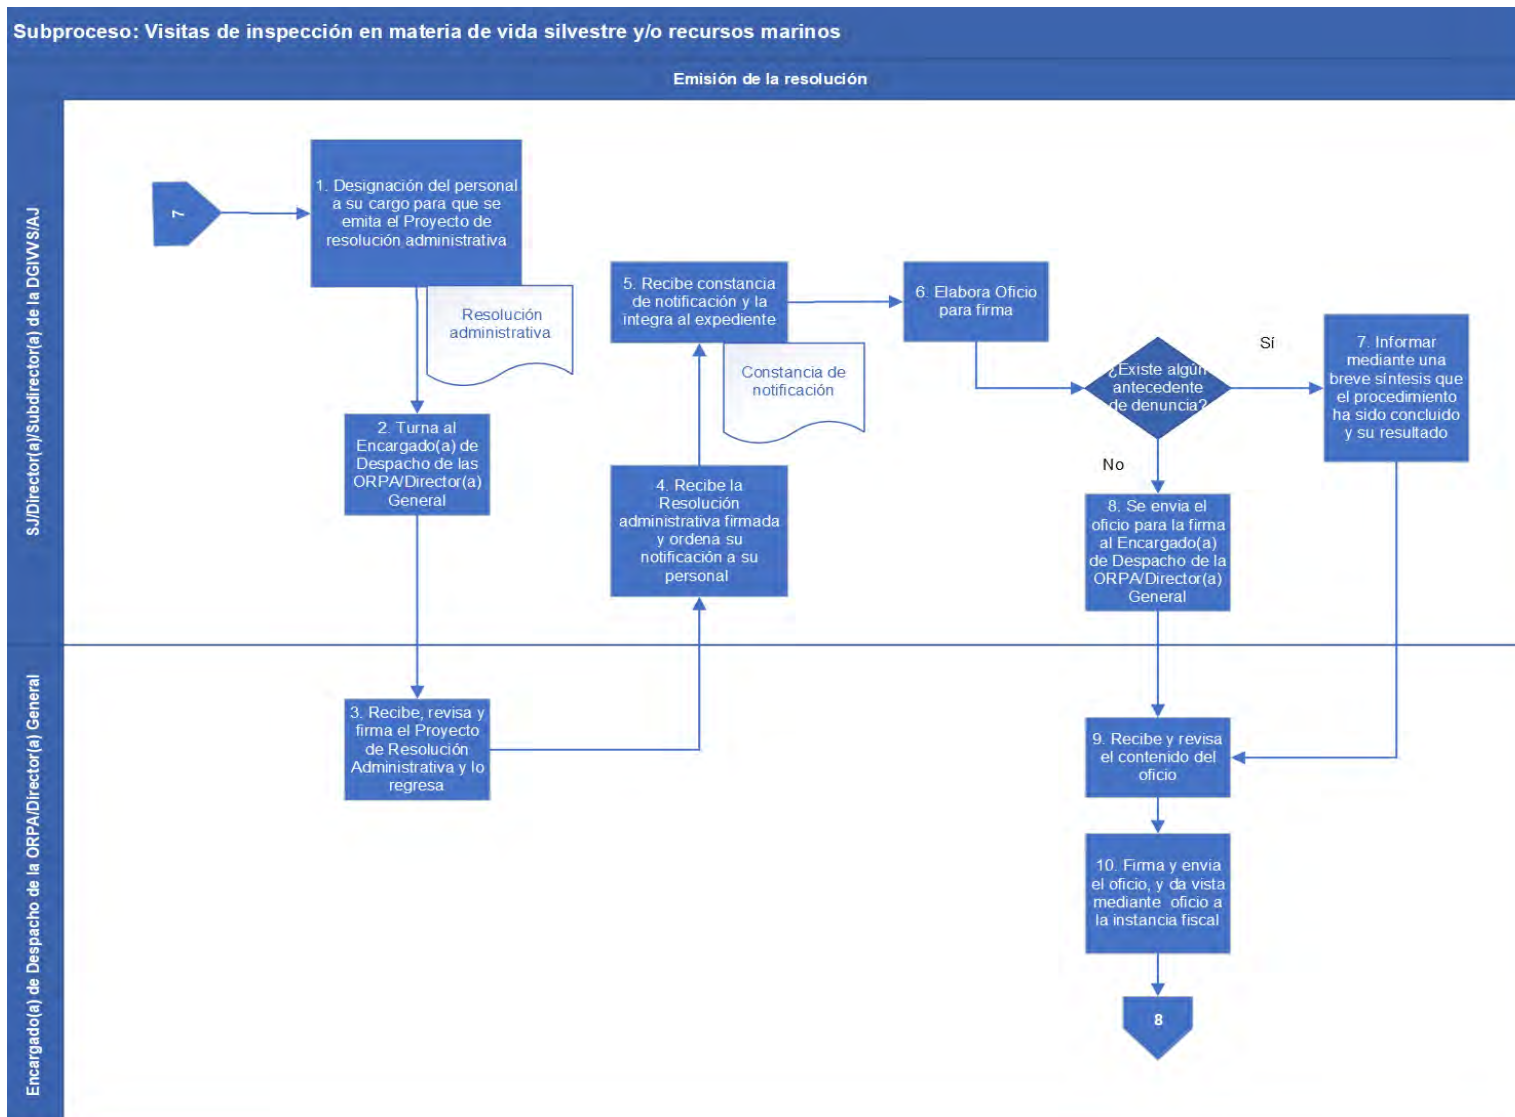 Subproceso: Visitas de inspección en materia de vida silvestre y/o recursos marinos
Emisión de la resolución
SJ/Director(a)/Subdirector(a) de la DGIVVS/AJ
7
1. Designación del personal
a su cargo para que se
emita el Proyecto de
resolución administrativa
Resolución
administrativa
2. Turna al
Encargado(a) de
Despacho de las
ORPA/Director(a)
General
5. Recibe constancia
de notificación y la
integra al expediente
Constancia de
notificación
4. Recibe la
Resolución
administrativa firmada
y ordena su
notificación a su
personal
6. Elabora Oficio
para firma
¿Existe algún
antecedente
de denuncia?
Sí
No
7. Informar
mediante una
breve síntesis que
el procedimiento
ha sido concluido
y su resultado
8. Se envia el
oficio para la firma
al Encargado(a)
de Despacho de la
ORPA/Director(a)
General
Encargado(a) de Despacho de la ORPA/Director(a) General
3. Recibe, revisa y
firma el Proyecto
de Resolución
Administrativa y lo
regresa
9. Recibe y revisa
el contenido del
oficio
10. Firma y envia
el oficio, y da vista
mediante oficio a
la instancia fiscal
8